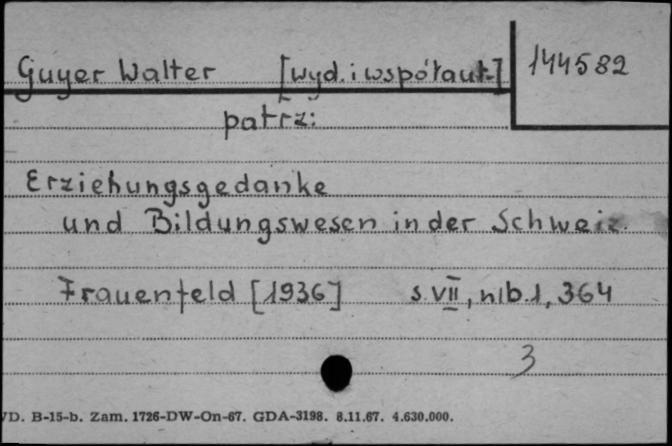 Guyer Walter [wyd. i współaut.] 144582
patrz:
Erziehungsgedanke
und Bildungswesen in der Schweiz.
Frauenfeld [1936] s. VII, nlb. 1, 364
3
VD. B-15-b. Zam. 1726-DW-On-67. GDA-3198. 8.11.67. 4.630.000.